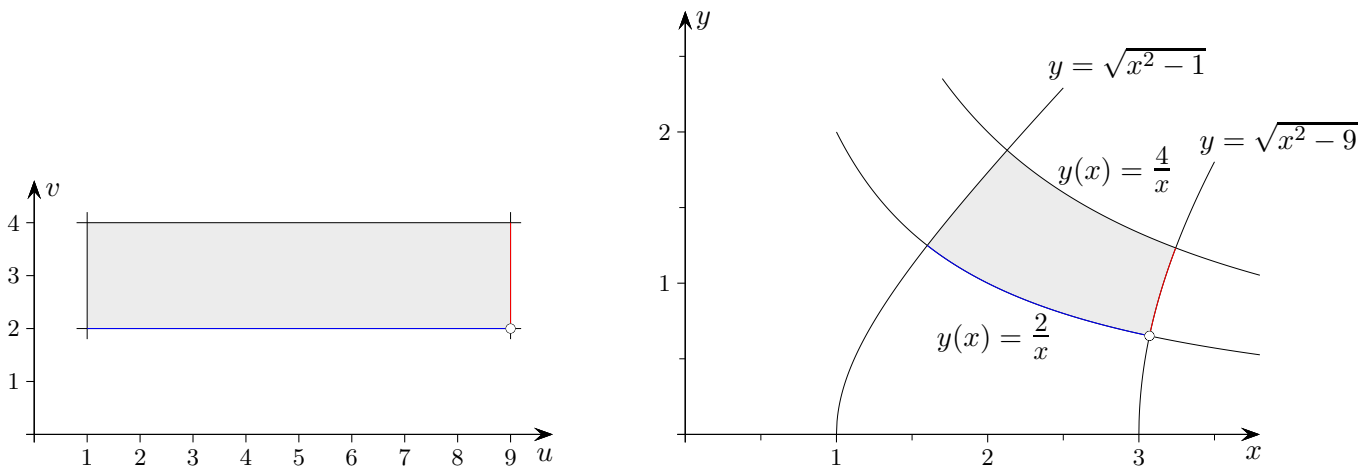 v
4
3
2
1
1 2 3 4 5 6 7 8 9
u
y
2
1
1 2 3
x
y = √(x² − 1)
y = √(x² − 9)
y(x) = 4/x
y(x) = 2/x